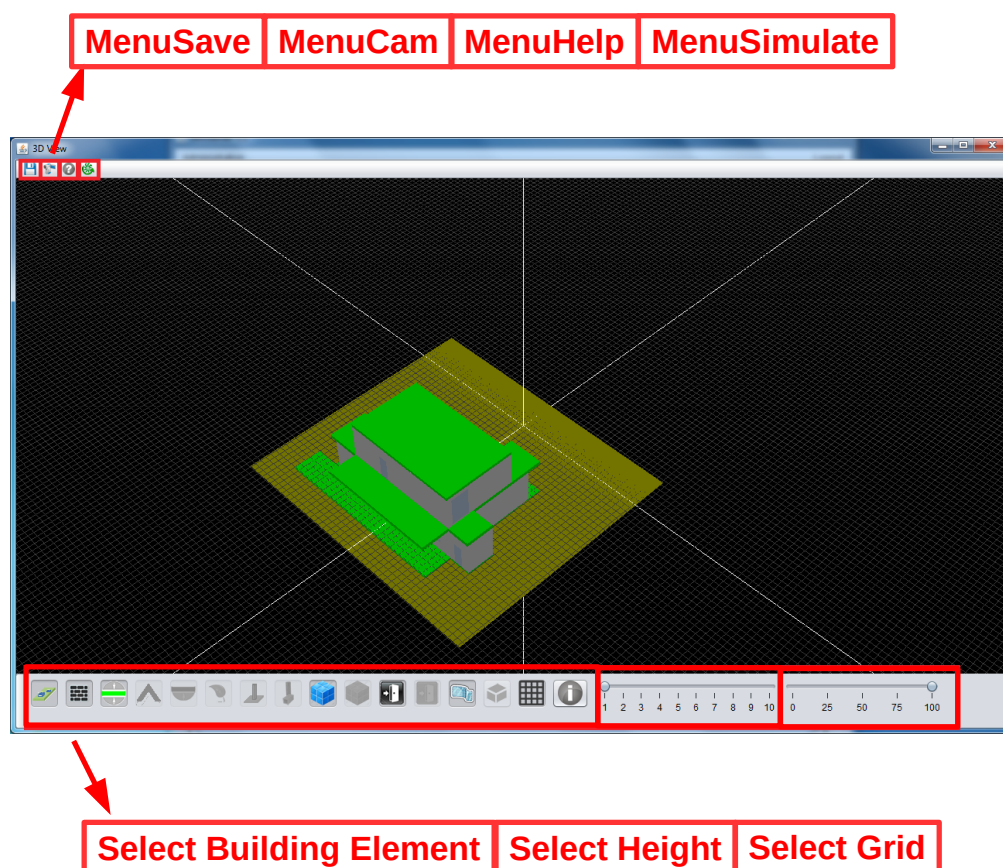 MenuSave MenuCam MenuHelp MenuSimulate
3D View
1 2 3 4 5 6 7 8 9 10 0 25 50 75 100
Select Building Element Select Height Select Grid